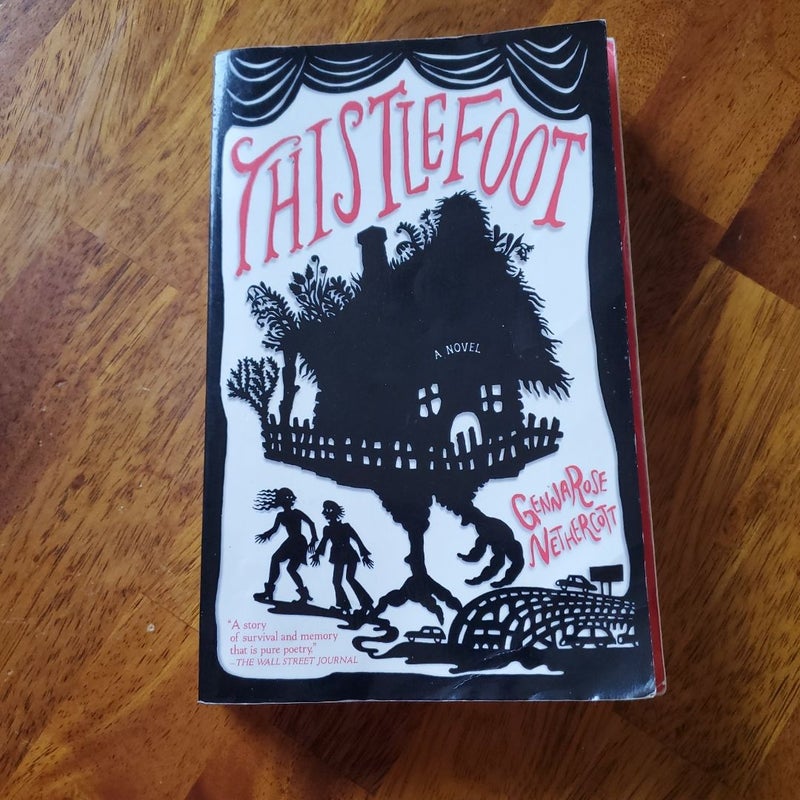 THISTLEFOOT
A NOVEL
GENNAROSE
NETHERCOTT
"A story
of survival and memory
that is pure poetry."
—THE WALL STREET JOURNAL